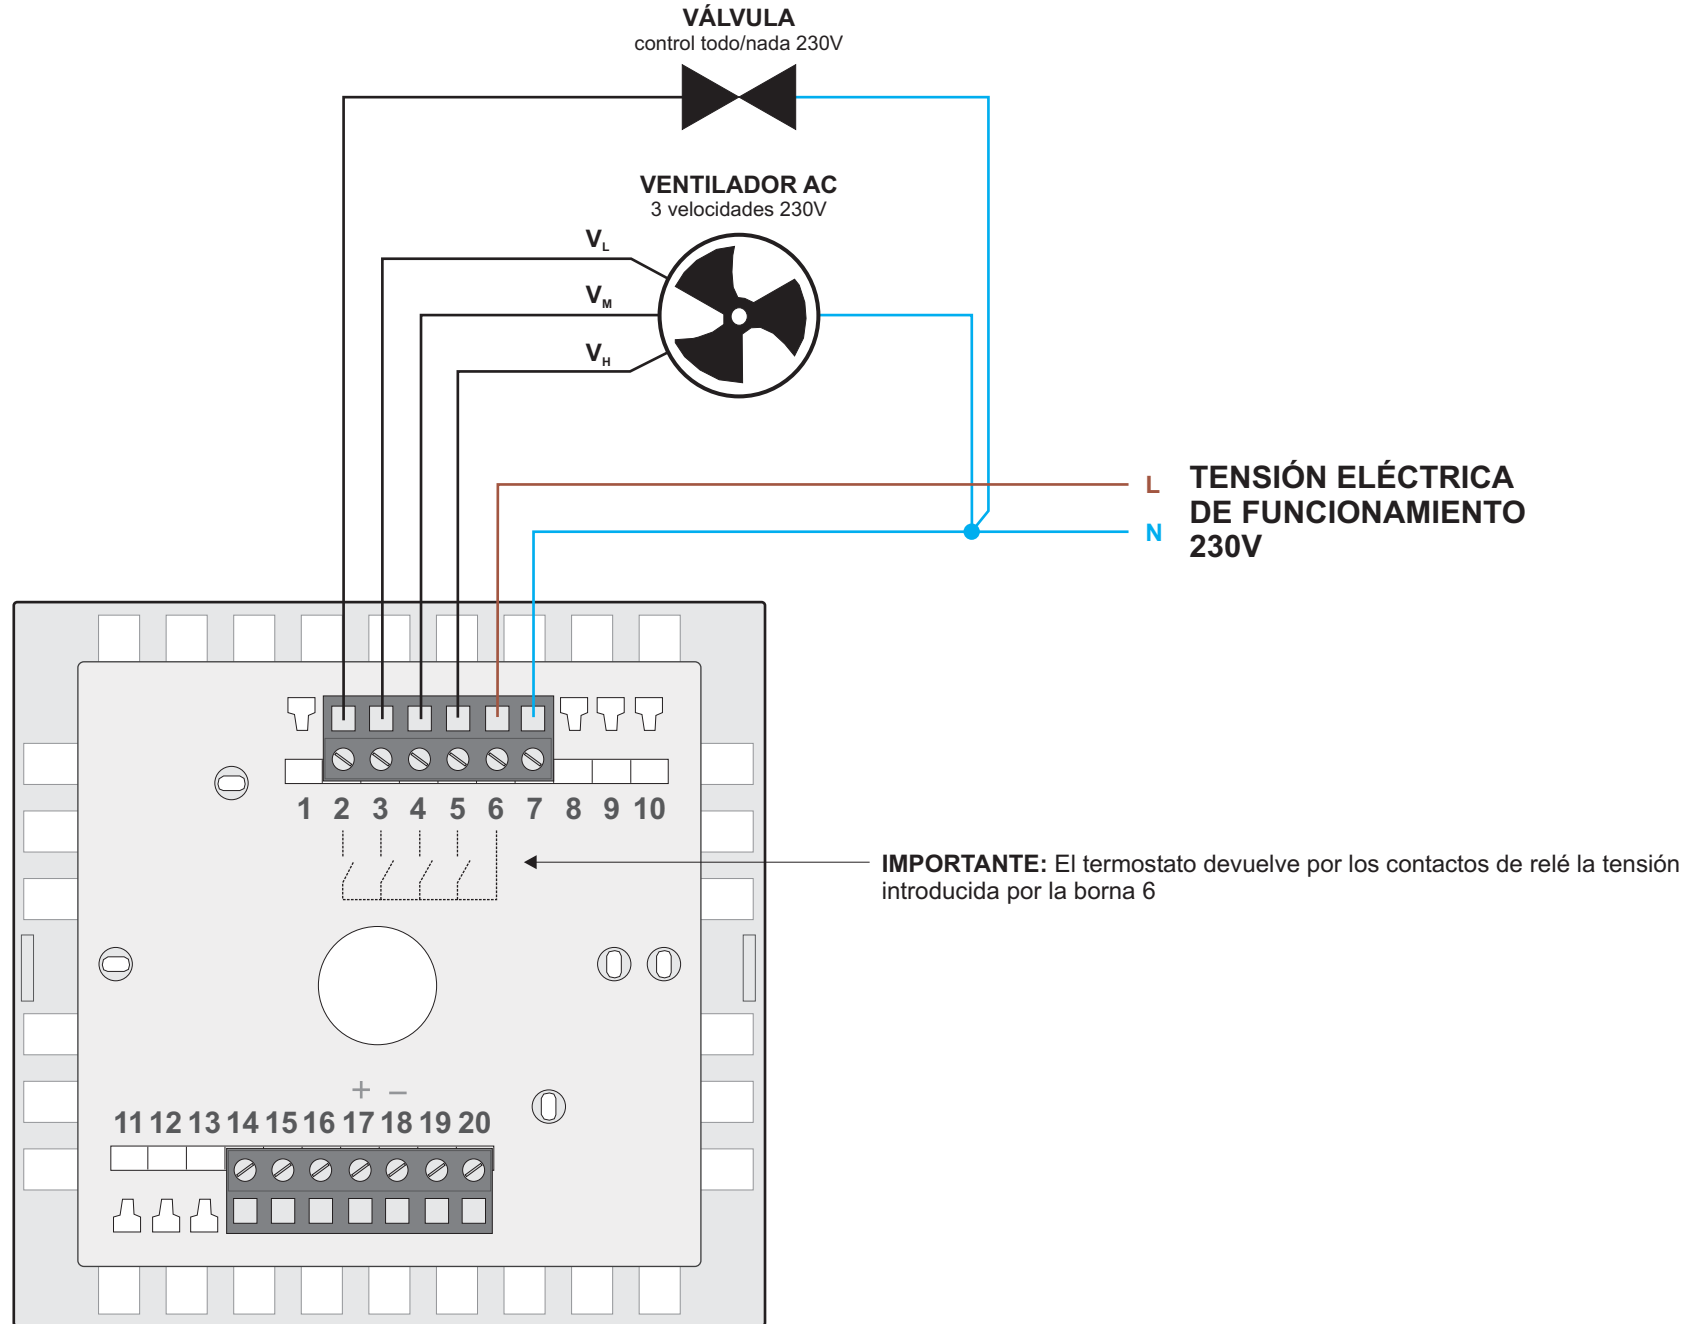 VÁLVULA
control todo/nada 230V
VENTILADOR AC
3 velocidades 230V
VL
VM
VH
L
N
TENSIÓN ELÉCTRICA
DE FUNCIONAMIENTO
230V
1 2 3 4 5 6 7 8 9 10
IMPORTANTE: El termostato devuelve por los contactos de relé la tensión
introducida por la borna 6
+ –
11 12 13 14 15 16 17 18 19 20